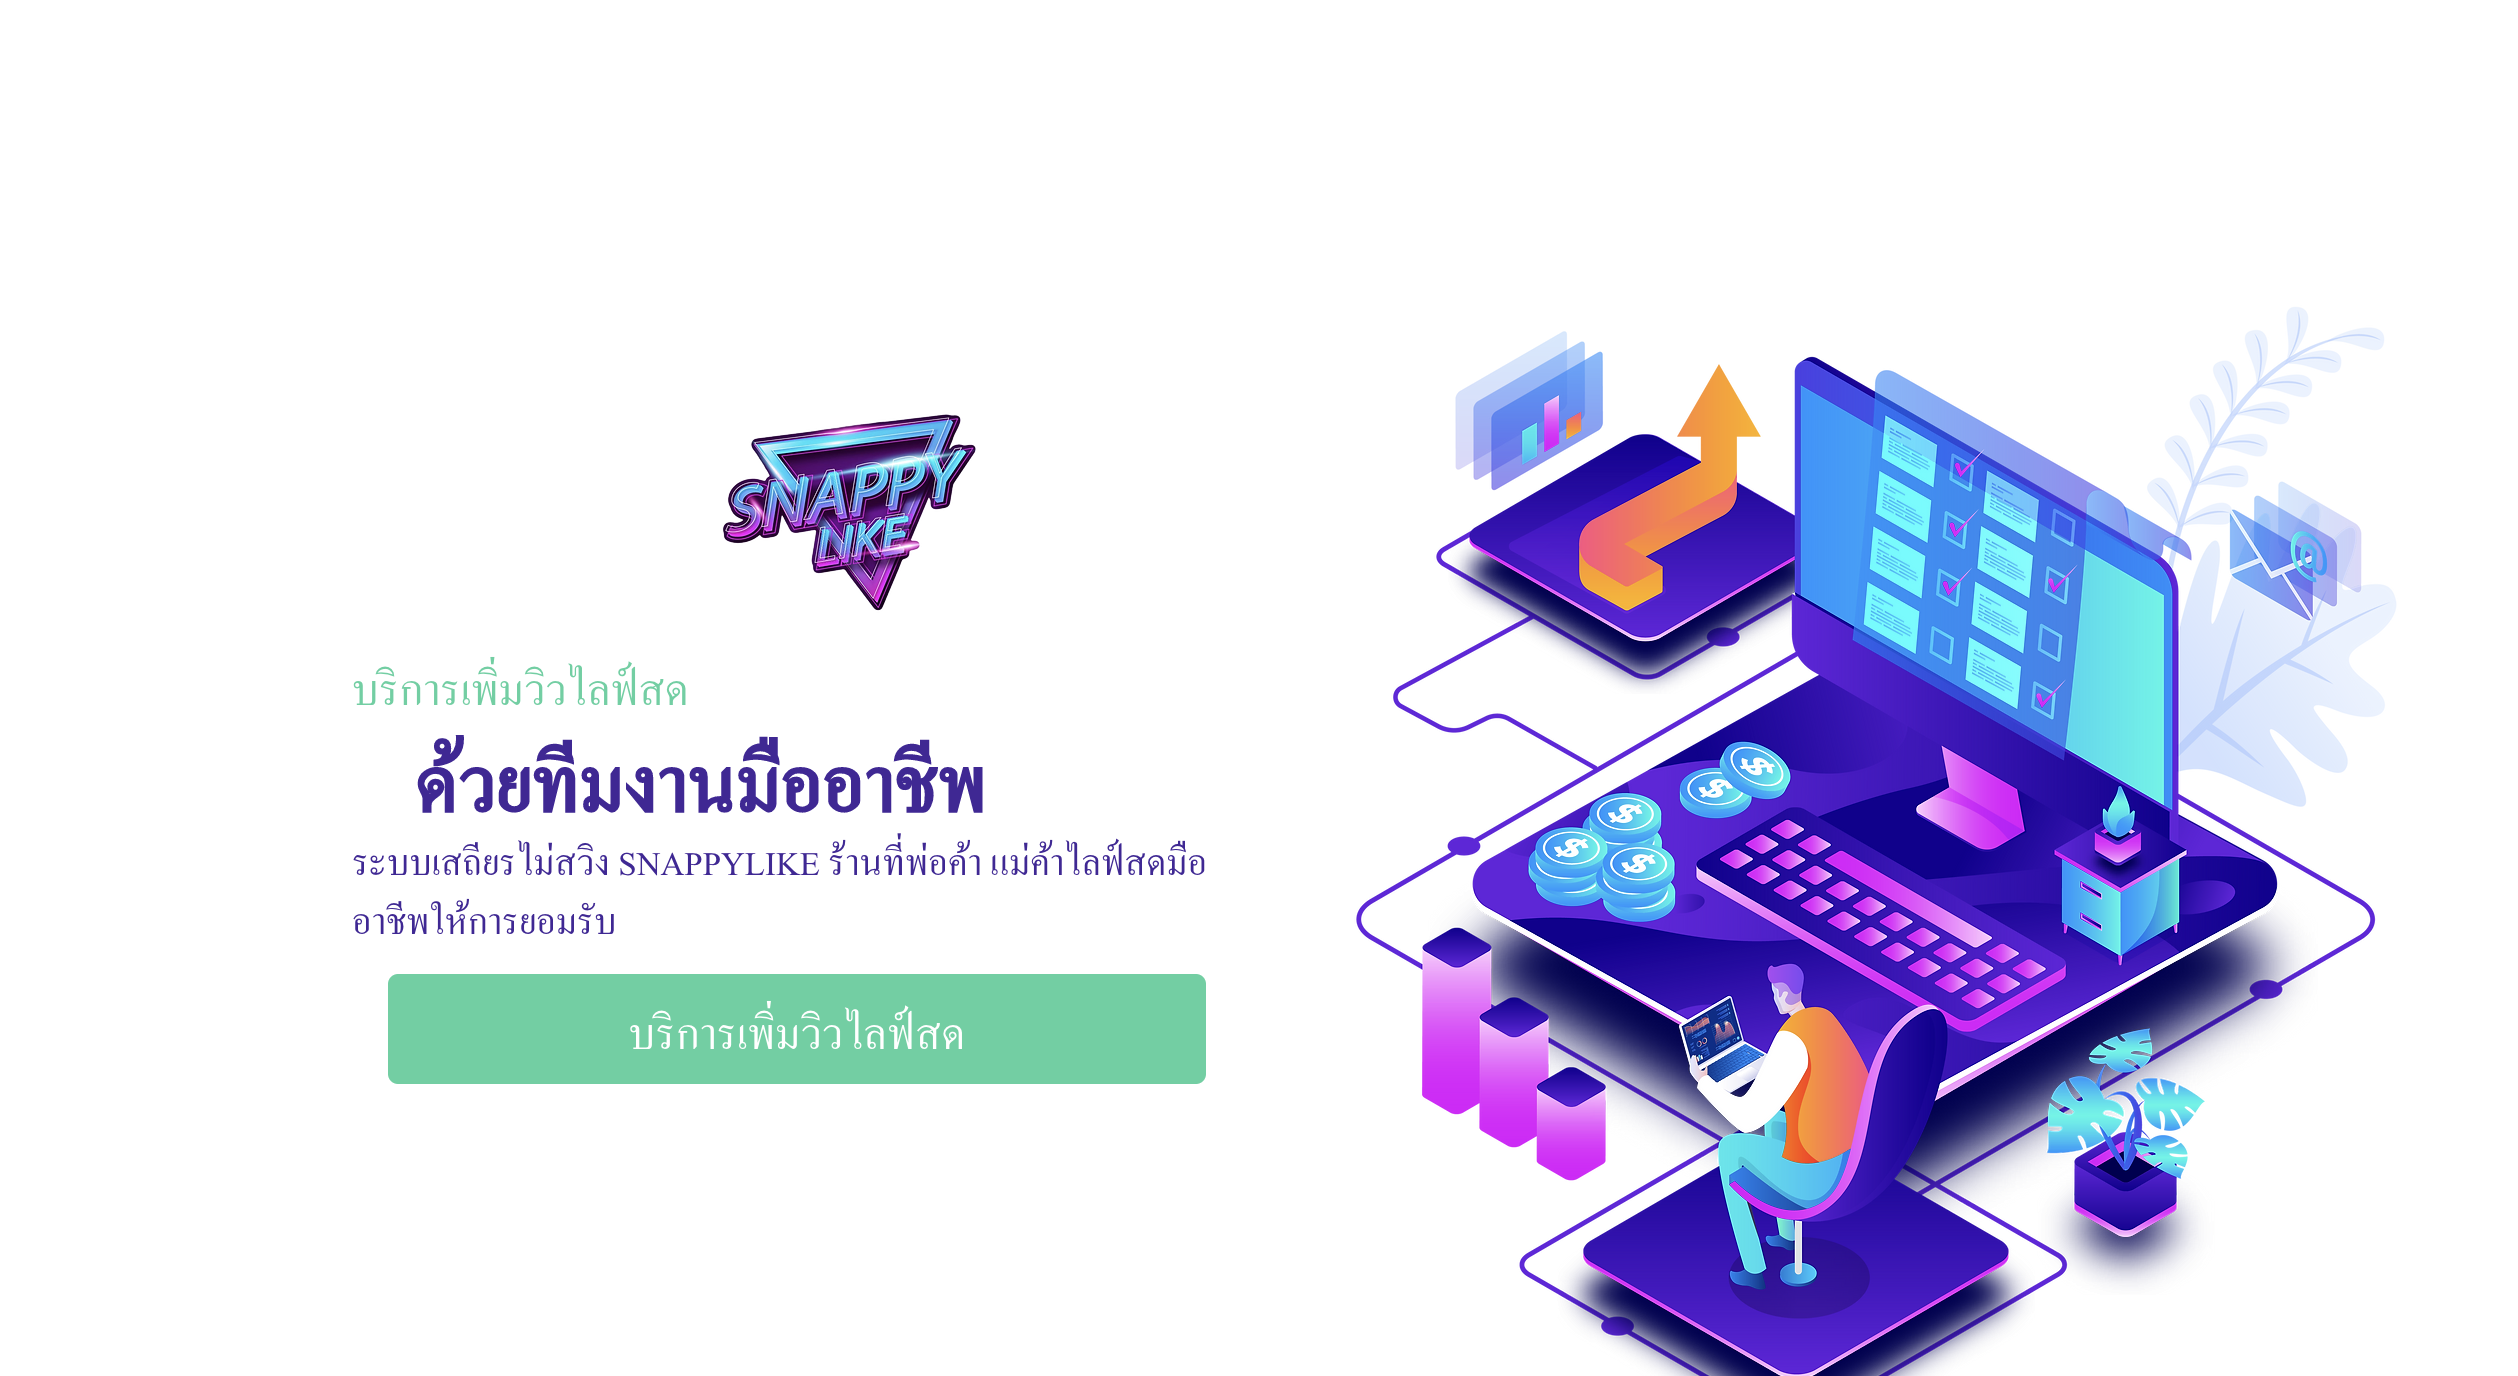 SNAPPY
LIKE
บริการเพิ่มวิวไลฟ์สด
ด้วยทีมงานมืออาชีพ
ระบบเสถียรไม่สวิง SNAPPYLIKE ร้านที่พ่อค้า แม่ค้าไลฟ์สดมือ
อาชีพให้การยอมรับ
บริการเพิ่มวิวไลฟ์สด